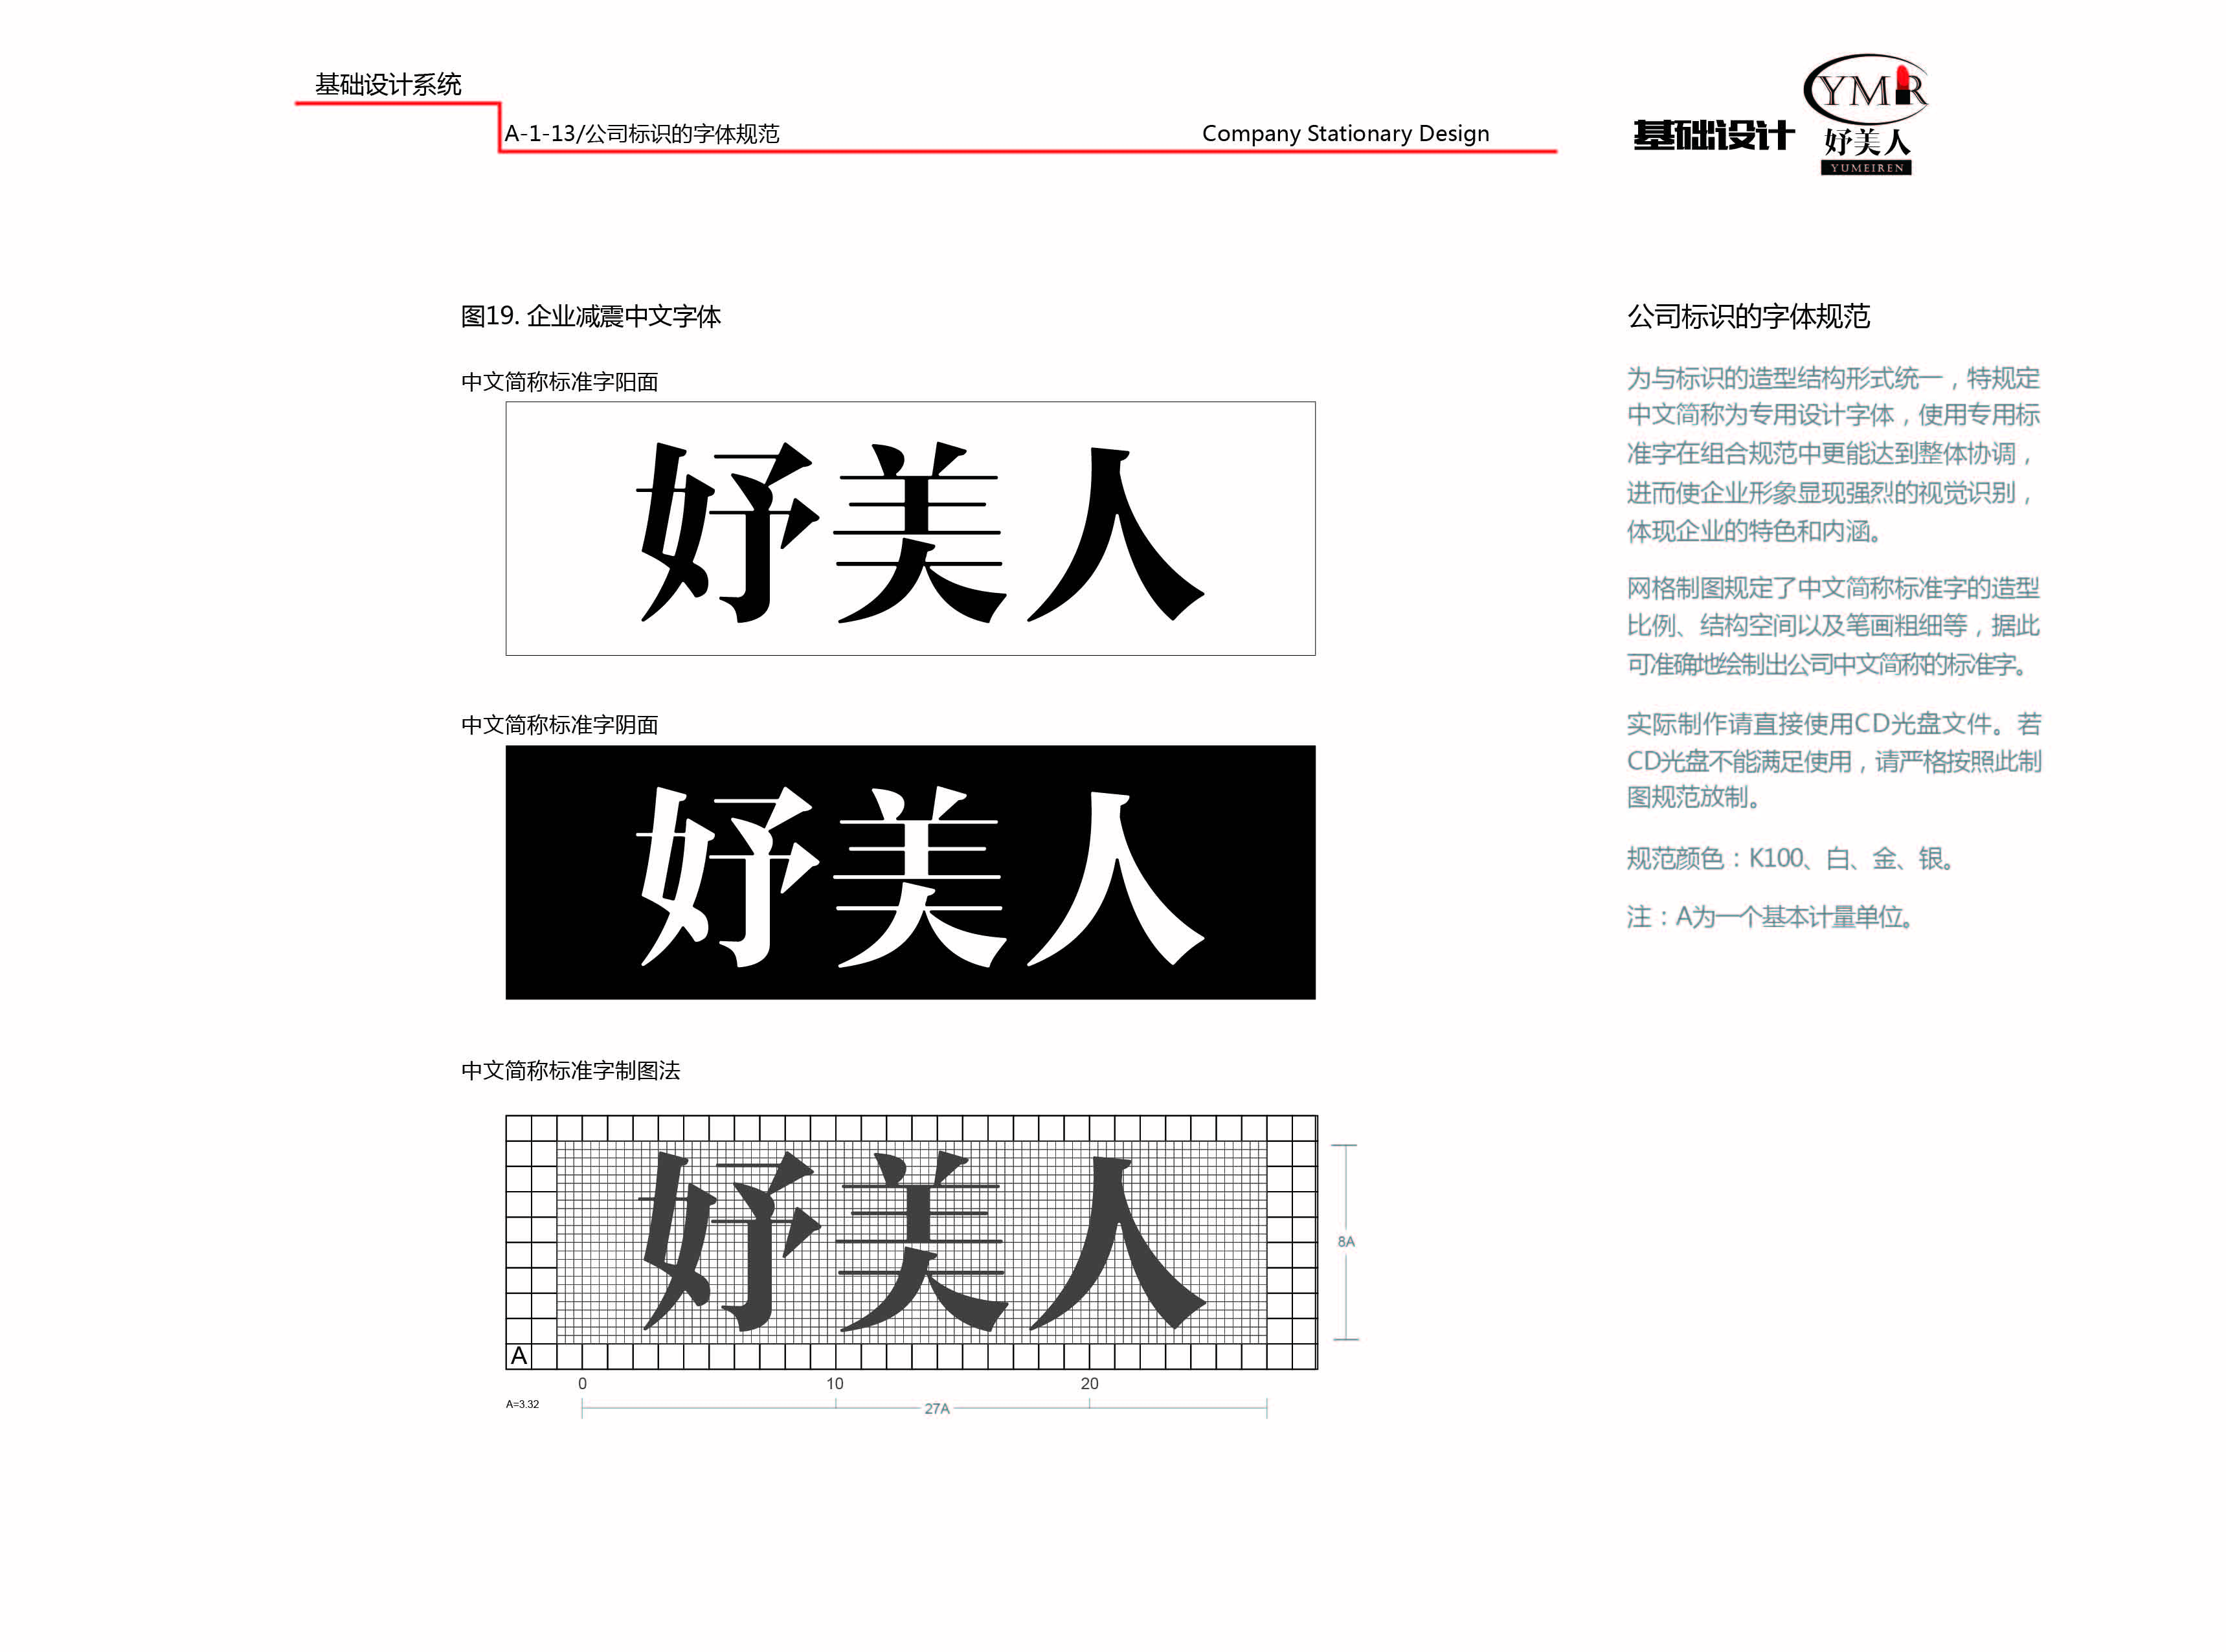 基础设计系统
A-1-13/公司标识的字体规范
Company Stationary Design
基础设计
YMR
妤美人
YUMEIREN
图19. 企业减震中文字体
中文简称标准字阳面
妤美人
中文简称标准字阴面
妤美人
中文简称标准字制图法
妤美人
A
8A
0
10
20
A=3.32
27A
公司标识的字体规范
为与标识的造型结构形式统一，特规定
中文简称为专用设计字体，使用专用标
准字在组合规范中更能达到整体协调，
进而使企业形象显现强烈的视觉识别，
体现企业的特色和内涵。
网格制图规定了中文简称标准字的造型
比例、结构空间以及笔画粗细等，据此
可准确地绘制出公司中文简称的标准字。
实际制作请直接使用CD光盘文件。若
CD光盘不能满足使用，请严格按照此制
图规范放制。
规范颜色：K100、白、金、银。
注：A为一个基本计量单位。